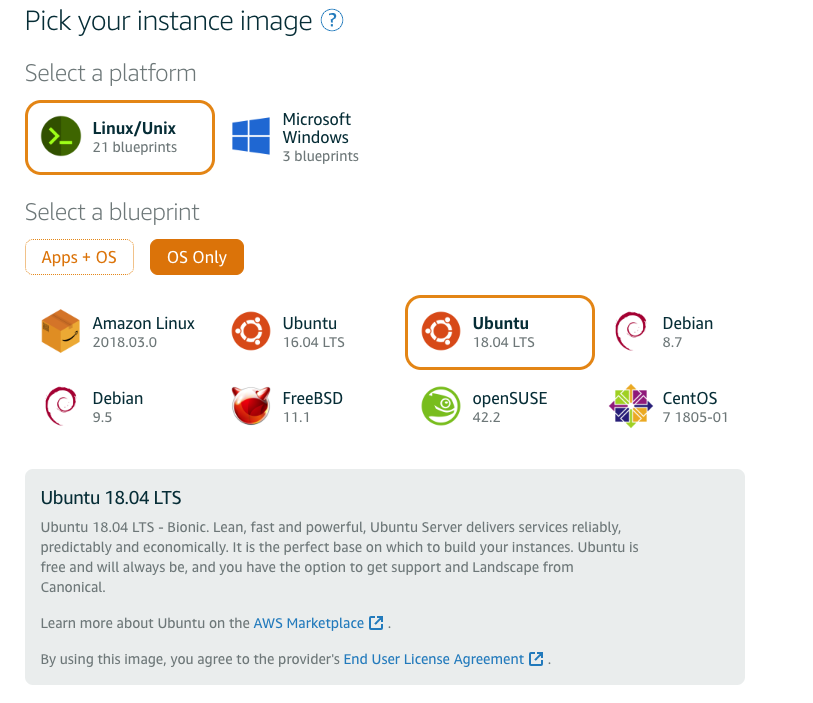 Pick your instance image ?
Select a platform
Linux/Unix
21 blueprints
Microsoft
Windows
3 blueprints
Select a blueprint
Apps + OS
OS Only
Amazon Linux
2018.03.0
Ubuntu
16.04 LTS
Ubuntu
18.04 LTS
Debian
8.7
Debian
9.5
FreeBSD
11.1
openSUSE
42.2
CentOS
7 1805-01
Ubuntu 18.04 LTS
Ubuntu 18.04 LTS - Bionic. Lean, fast and powerful, Ubuntu Server delivers services reliably,
predictably and economically. It is the perfect base on which to build your instances. Ubuntu is
free and will always be, and you have the option to get support and Landscape from
Canonical.
Learn more about Ubuntu on the AWS Marketplace .
By using this image, you agree to the provider's End User License Agreement .